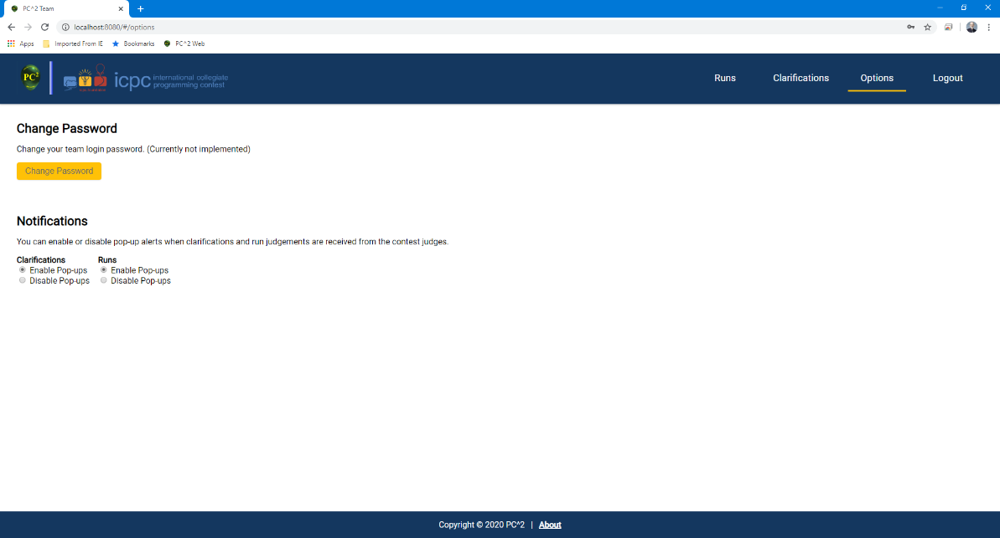 PC^2 Team
localhost:8080/#/options
Apps Imported From IE Bookmarks PC^2 Web
PC² icpc international collegiate programming contest
Runs Clarifications Options Logout
Change Password
Change your team login password. (Currently not implemented)
Change Password
Notifications
You can enable or disable pop-up alerts when clarifications and run judgements are received from the contest judges.
Clarifications Runs
Enable Pop-ups Enable Pop-ups
Disable Pop-ups Disable Pop-ups
Copyright © 2020 PC^2 | About